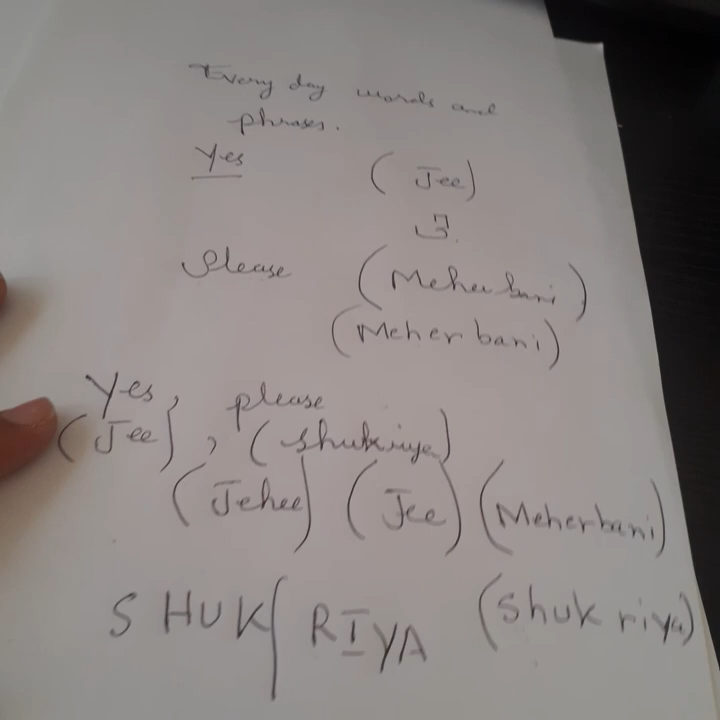 Every day words and
phrases.
Yes (Jee)
جی
Please (Meherbani)
(Meherbani)
Yes, please
(Jee), (Shukriya)
(Jehee) (Jee) (Meherbani)
SHUK/RIYA (Shukriya)